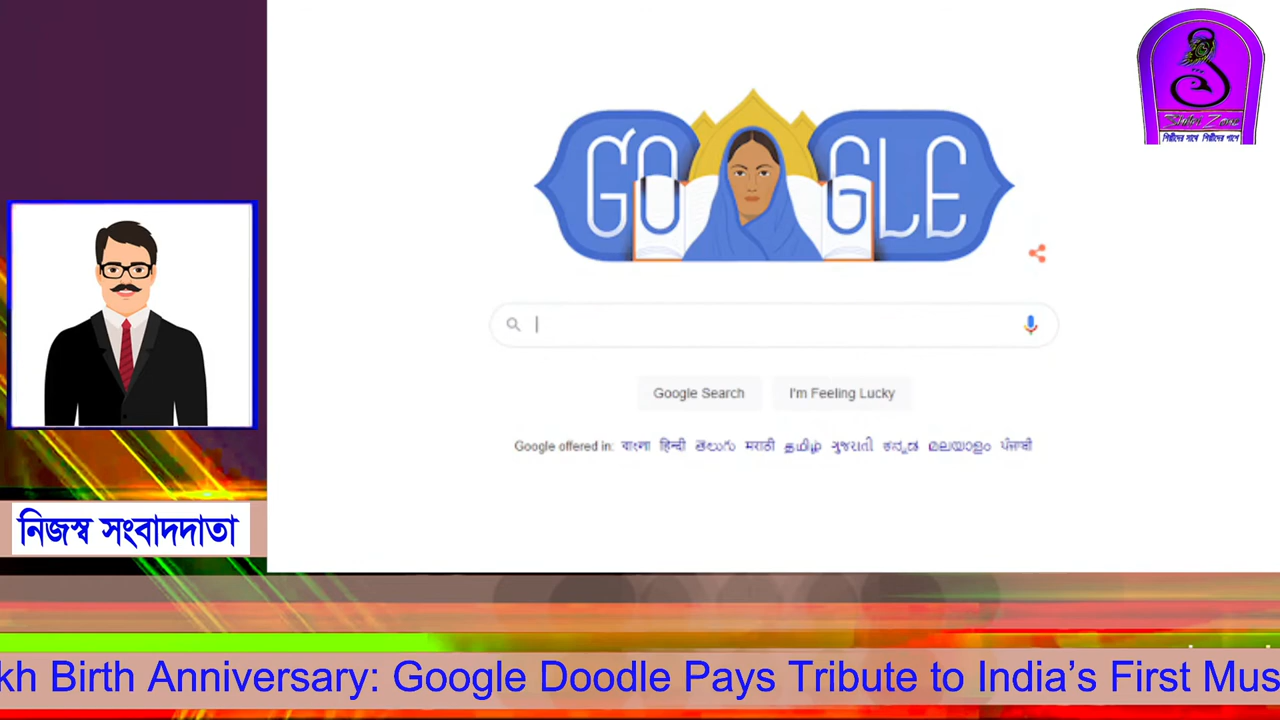 GOOGLE
Google Search
I'm Feeling Lucky
Google offered in: বাংলা हिन्दी తెలుగు मराठी தமிழ் ગુજરાતી ಕನ್ನಡ മലയാളം ਪੰਜਾਬੀ
শিল্পীদের সাথে শিল্পীদের পাশে
নিজস্ব সংবাদদাতা
kh Birth Anniversary: Google Doodle Pays Tribute to India’s First Mus